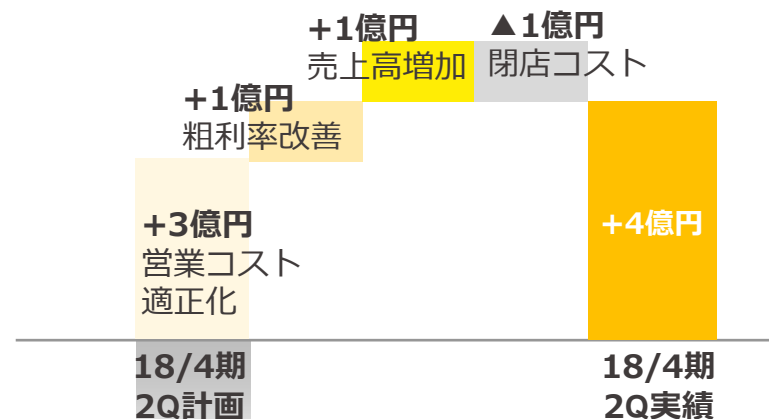 +1億円
売上高増加
▲1億円
閉店コスト
+1億円
粗利率改善
+3億円
営業コスト
適正化
+4億円
18/4期
2Q計画
18/4期
2Q実績